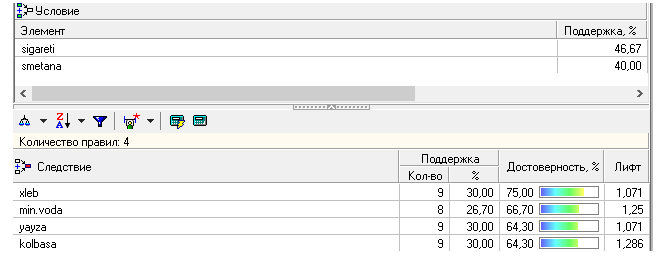 Условие
Элемент Поддержка, %
sigareti 46,67
smetana 40,00
Количество правил: 4
Следствие Поддержка Достоверность, % Лифт
Кол-во %
xleb 9 30,00 75,00 1,071
min.voda 8 26,70 66,70 1,25
yayza 9 30,00 64,30 1,071
kolbasa 9 30,00 64,30 1,286